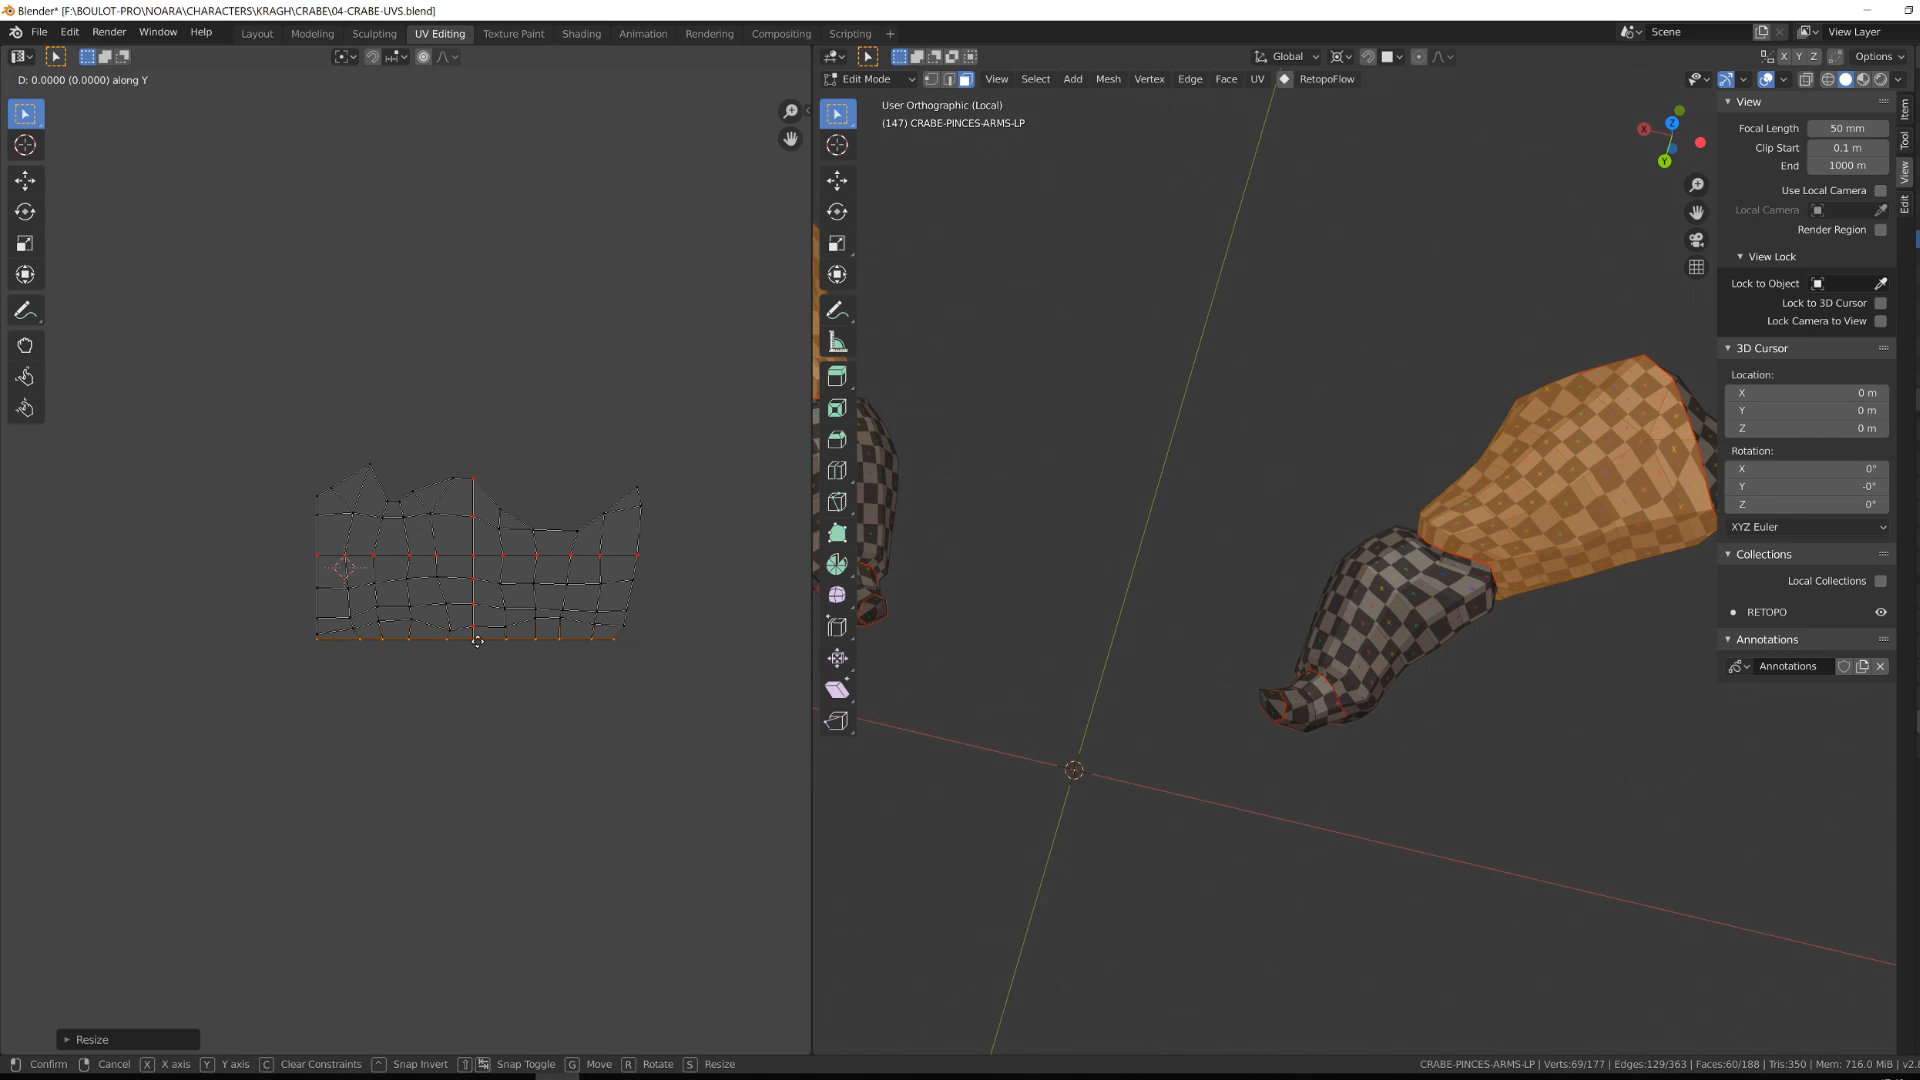 Blender* [F:\BOULOT-PRO\NOARA\CHARACTERS\KRAGH\CRABE\04-CRABE-UVS.blend]
File Edit Render Window Help Layout Modeling Sculpting UV Editing Texture Paint Shading Animation Rendering Compositing Scripting + Scene View Layer
Global X Y Z Options
D: 0.0000 (0.0000) along Y
Edit Mode View Select Add Mesh Vertex Edge Face UV RetopoFlow
User Orthographic (Local)
(147) CRABE-PINCES-ARMS-LP
X Z Y
View
Focal Length 50 mm
Clip Start 0.1 m
End 1000 m
Use Local Camera
Local Camera
Render Region
View Lock
Lock to Object
Lock to 3D Cursor
Lock Camera to View
3D Cursor
Location:
X 0 m
Y 0 m
Z 0 m
Rotation:
X 0°
Y -0°
Z 0°
XYZ Euler
Collections
Local Collections
RETOPO
Annotations
Annotations
Item
Tool
View
Edit
Resize
Confirm Cancel X X axis Y Y axis C Clear Constraints ^ Snap Invert Snap Toggle G Move R Rotate S Resize
CRABE-PINCES-ARMS-LP | Verts:69/177 | Edges:129/363 | Faces:60/188 | Tris:350 | Mem: 716.0 MiB | v2.8